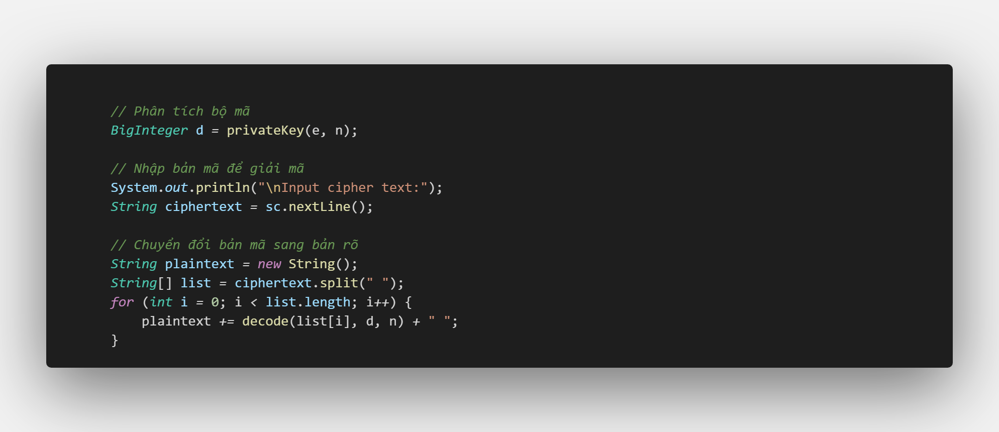 // Phân tích bộ mã
BigInteger d = privateKey(e, n);
// Nhập bản mã để giải mã
System.out.println("\nInput cipher text:");
String ciphertext = sc.nextLine();
// Chuyển đổi bản mã sang bản rõ
String plaintext = new String();
String[] list = ciphertext.split(" ");
for (int i = 0; i < list.length; i++) {
    plaintext += decode(list[i], d, n) + " ";
}